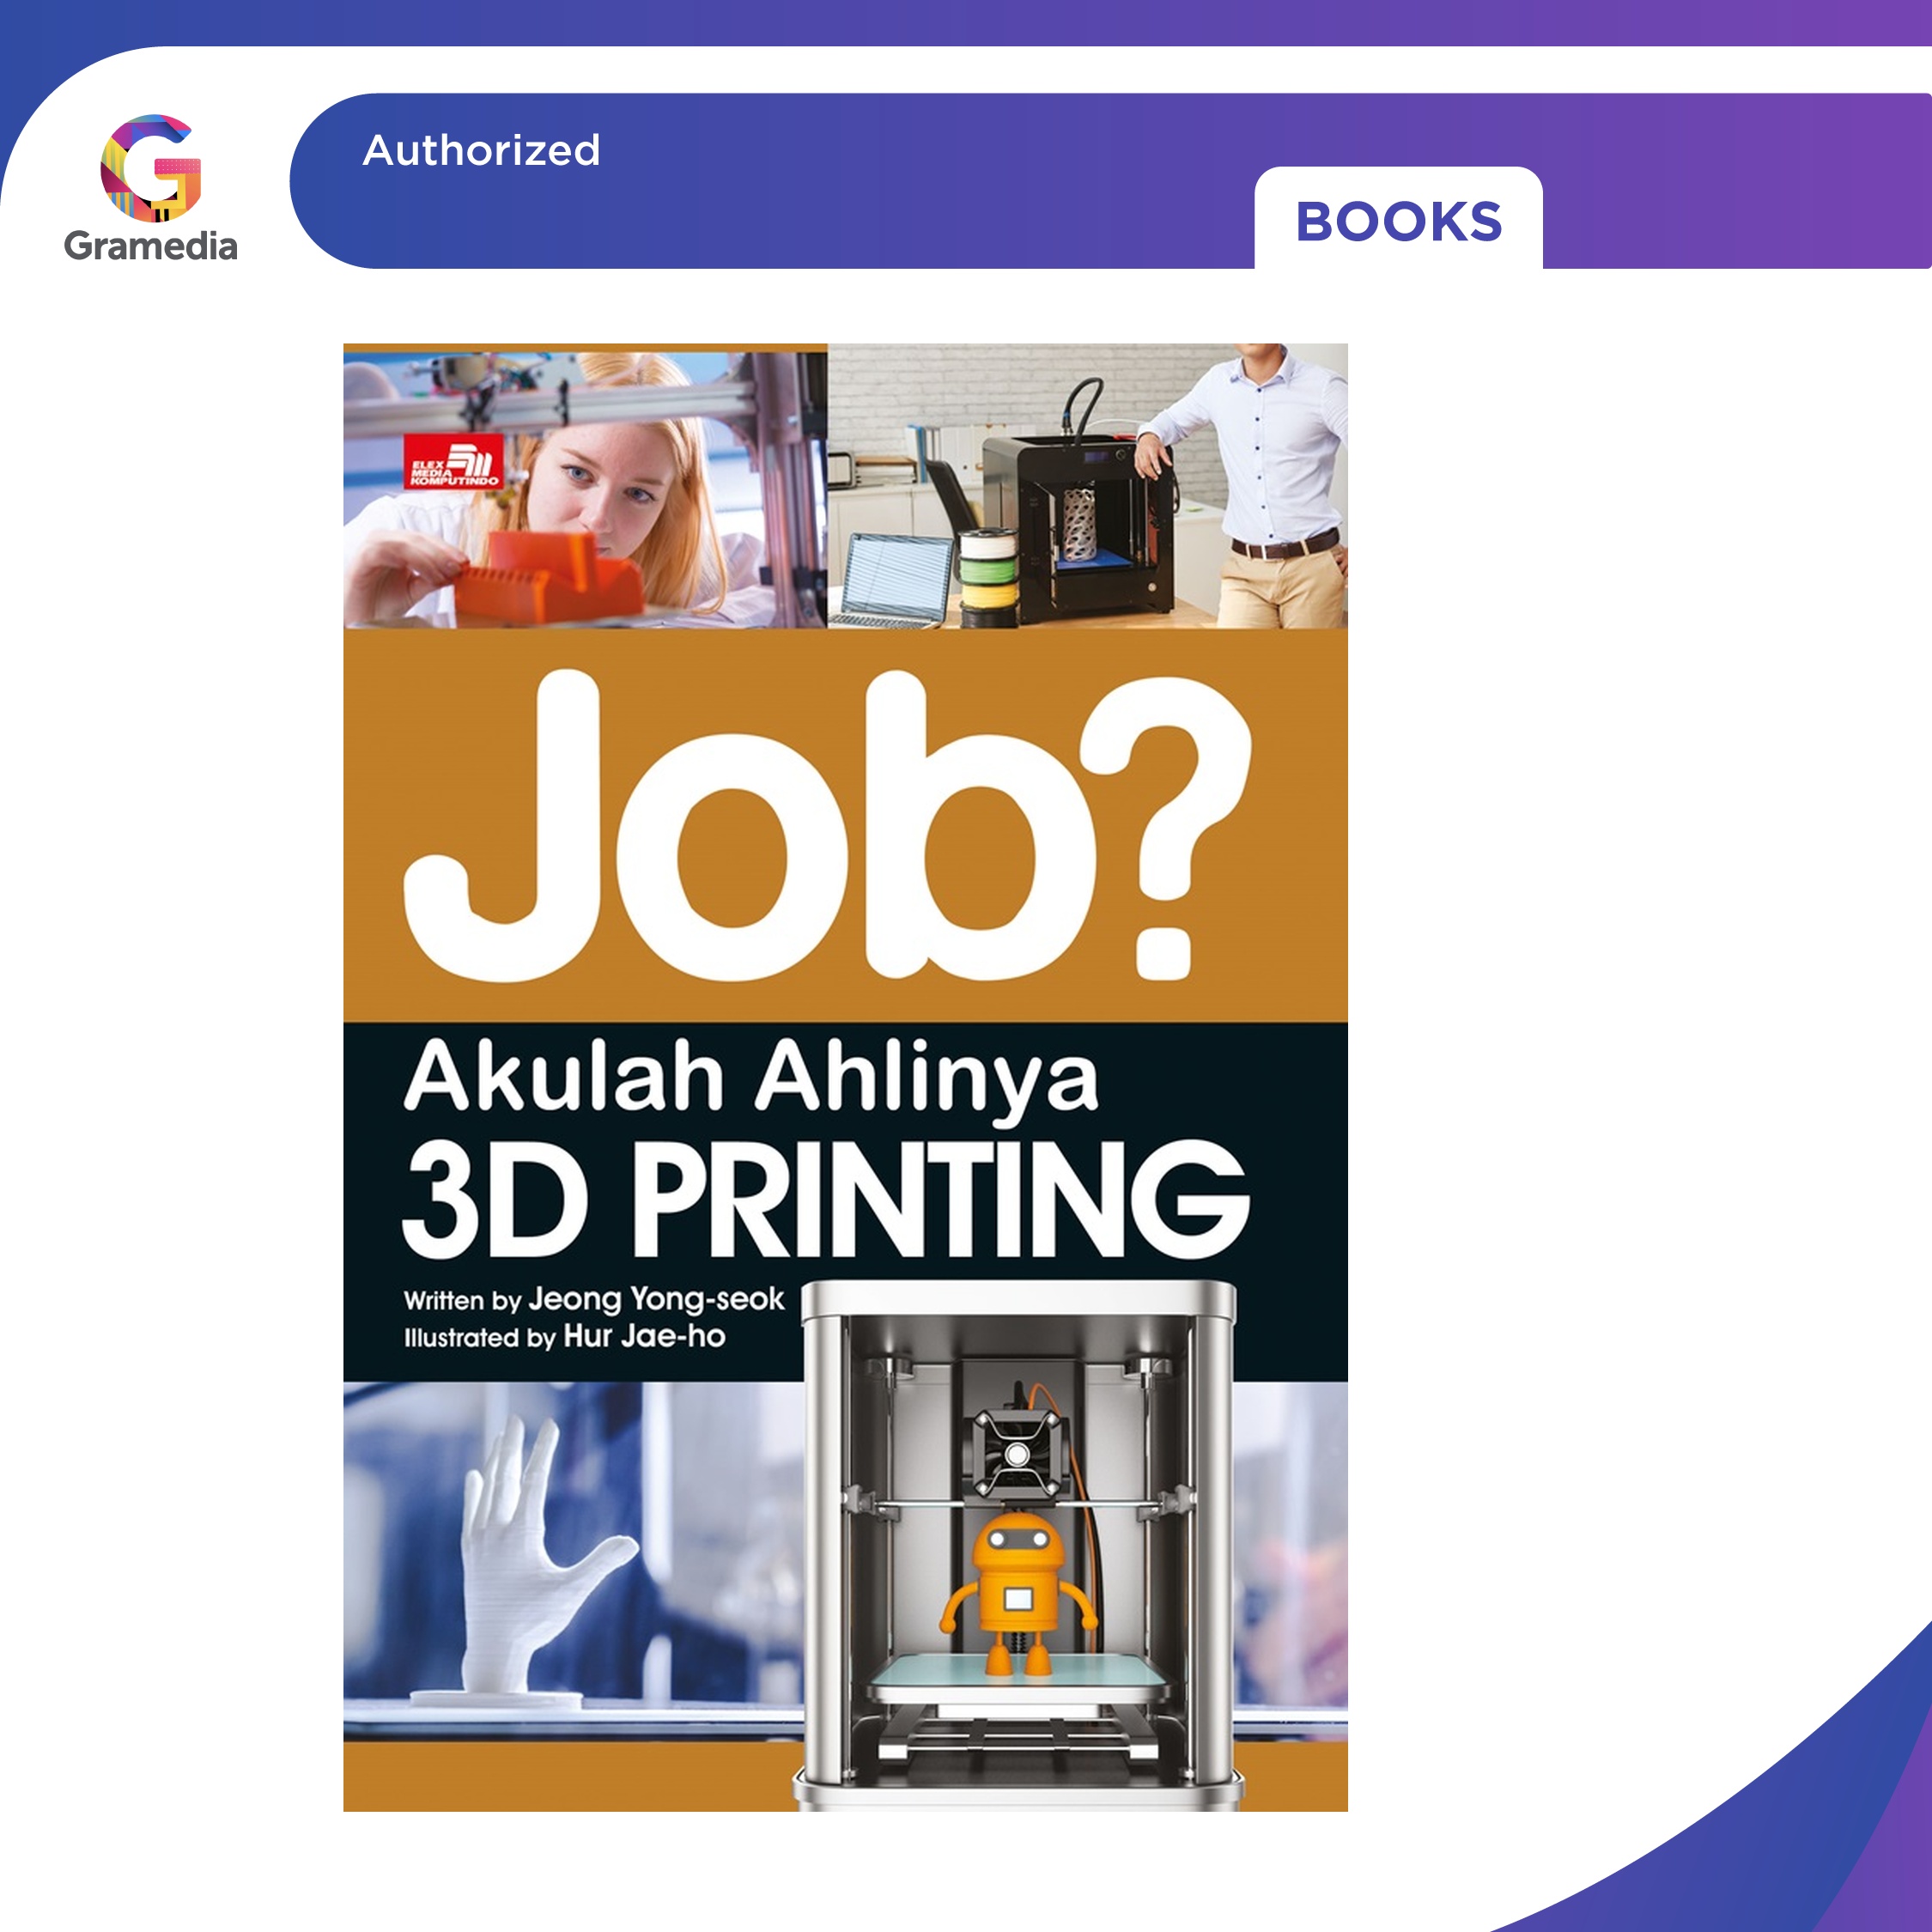 Gramedia
Authorized
BOOKS
ELEX
MEDIA
KOMPUTINDO
Job?
Akulah Ahlinya
3D PRINTING
Written by Jeong Yong-seok
Illustrated by Hur Jae-ho